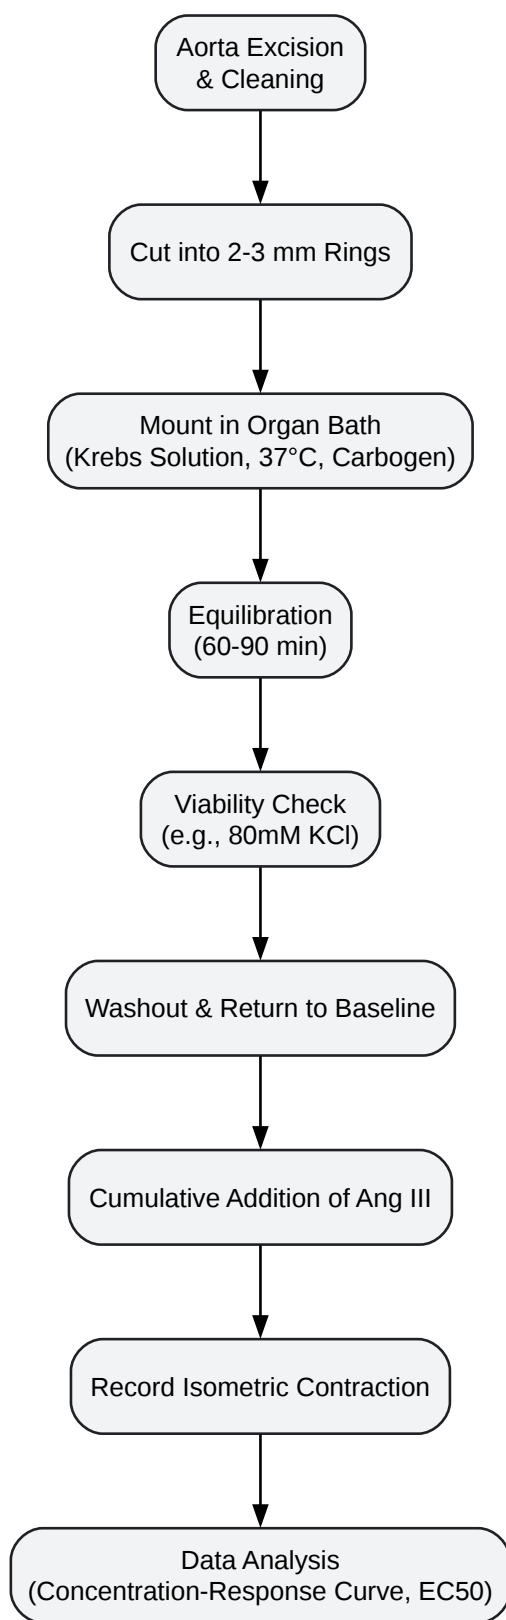 Aorta Excision
& Cleaning
Cut into 2-3 mm Rings
Mount in Organ Bath
(Krebs Solution, 37°C, Carbogen)
Equilibration
(60-90 min)
Viability Check
(e.g., 80mM KCl)
Washout & Return to Baseline
Cumulative Addition of Ang III
Record Isometric Contraction
Data Analysis
(Concentration-Response Curve, EC50)